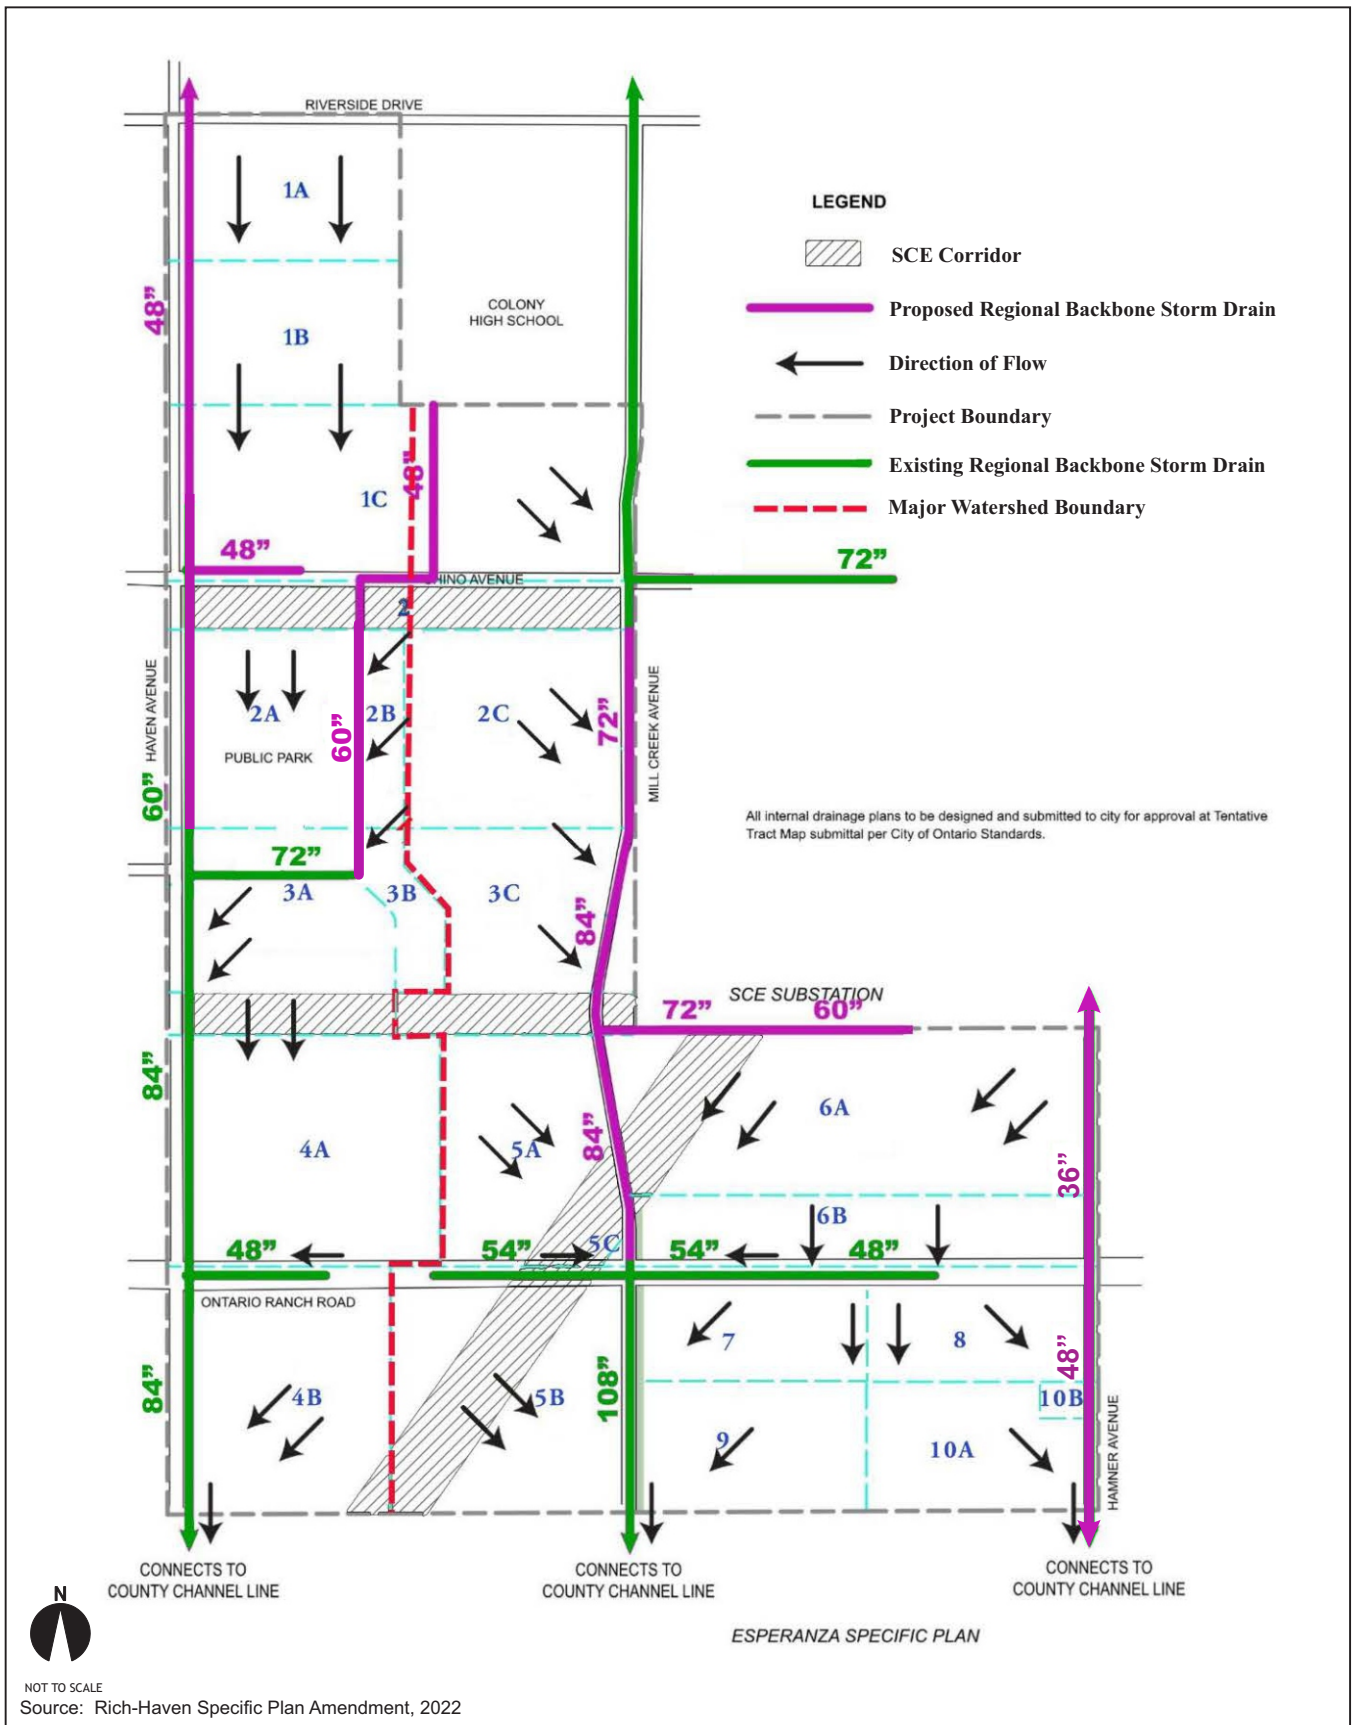 RIVERSIDE DRIVE
1A
LEGEND
SCE Corridor
48”
COLONY
HIGH SCHOOL
Proposed Regional Backbone Storm Drain
1B
Direction of Flow
Project Boundary
Existing Regional Backbone Storm Drain
48”
1C
Major Watershed Boundary
48”
72”
HINO AVENUE
2
HAVEN AVENUE
2A
2B
2C
60”
72”
MILL CREEK AVENUE
PUBLIC PARK
60”
All internal drainage plans to be designed and submitted to city for approval at Tentative
Tract Map submittal per City of Ontario Standards.
72”
3A
3B
3C
84”
SCE SUBSTATION
72”
60”
84”
6A
4A
5A
84”
36”
6B
48”
54”
5C
54”
48”
ONTARIO RANCH ROAD
7
8
48”
84”
4B
5B
108”
10B
9
10A
HAMNER AVENUE
CONNECTS TO
COUNTY CHANNEL LINE
CONNECTS TO
COUNTY CHANNEL LINE
CONNECTS TO
COUNTY CHANNEL LINE
N
ESPERANZA SPECIFIC PLAN
NOT TO SCALE
Source: Rich-Haven Specific Plan Amendment, 2022